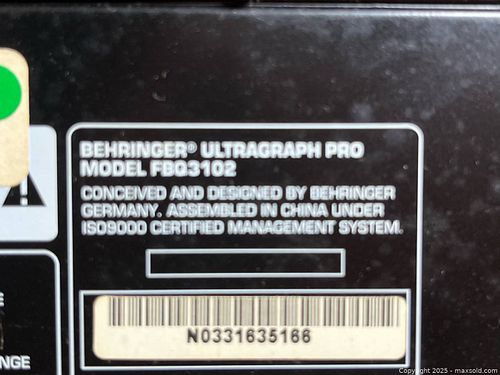 BEHRINGER® ULTRAGRAPH PRO
MODEL FBQ3102
CONCEIVED AND DESIGNED BY BEHRINGER
GERMANY. ASSEMBLED IN CHINA UNDER
ISO9000 CERTIFIED MANAGEMENT SYSTEM.
N0331635166
E
NGE
Copyright 2025 - maxsold.com